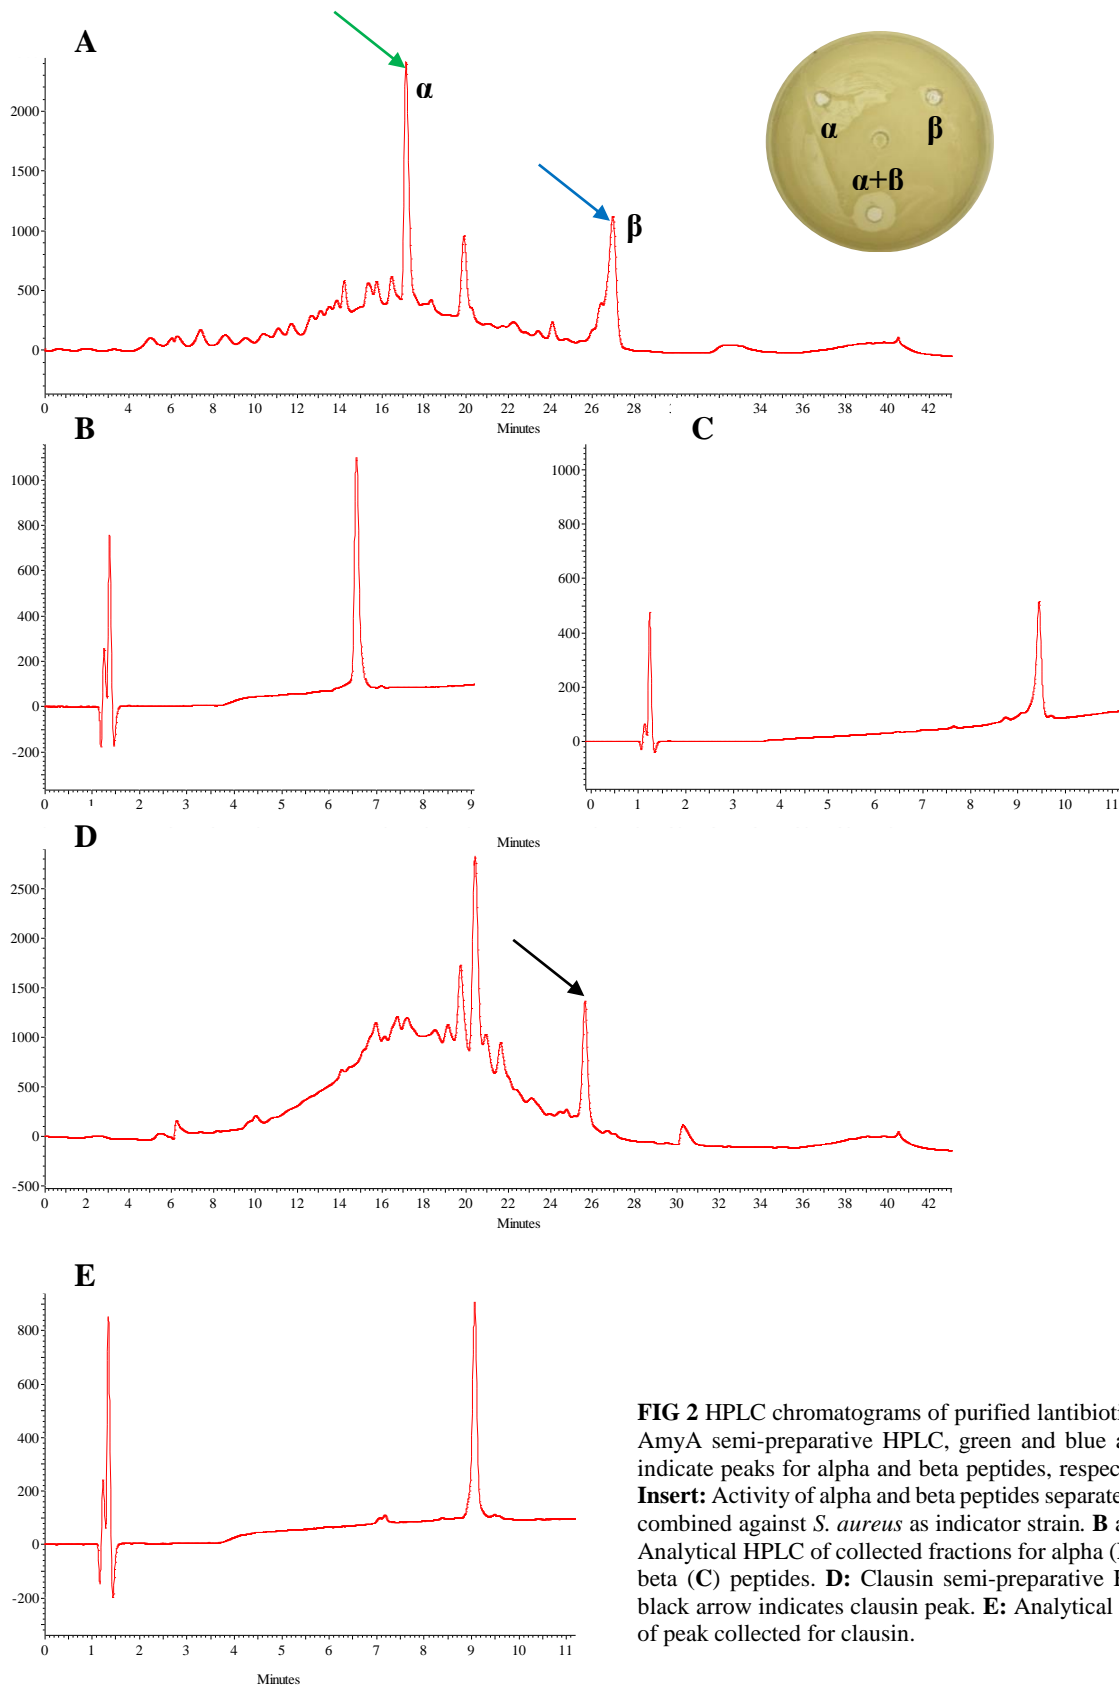 A
α
β
α
β
α+β
2000
1500
1000
500
0
0 4 6 8 10 12 14 16 18 20 22 24 26 28 34 36 38 40 42
Minutes
B
1000
800
600
400
200
0
-200
0 1 2 3 4 6 7 8 9
C
1000
800
600
400
200
0
0 1 2 3 4 5 6 7 8 9 10 11
Minutes
D
2500
2000
1500
1000
500
0
-500
0 2 4 6 8 10 12 14 16 18 20 22 24 26 28 30 32 34 36 38 40 42
Minutes
E
800
600
400
200
0
-200
0 1 2 3 4 5 6 7 8 9 10 11
Minutes
FIG 2 HPLC chromatograms of purified lantibioti
AmyA semi-preparative HPLC, green and blue a
indicate peaks for alpha and beta peptides, respec
Insert: Activity of alpha and beta peptides separate
combined against S. aureus as indicator strain. B a
Analytical HPLC of collected fractions for alpha (
beta (C) peptides. D: Clausin semi-preparative
black arrow indicates clausin peak. E: Analytical
of peak collected for clausin.